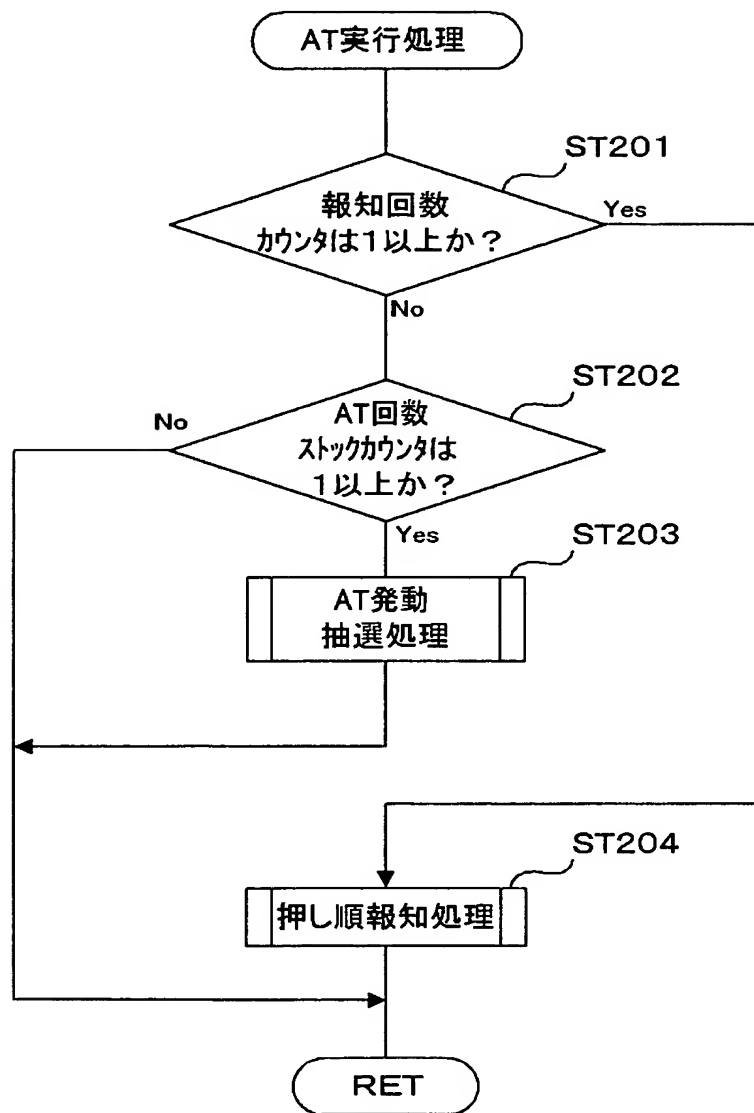 AT実行処理
ST201
報知回数
カウンタは1以上か？
Yes
No
ST202
No
AT回数
ストックカウンタは
1以上か？
Yes
ST203
AT発動
抽選処理
ST204
押し順報知処理
RET